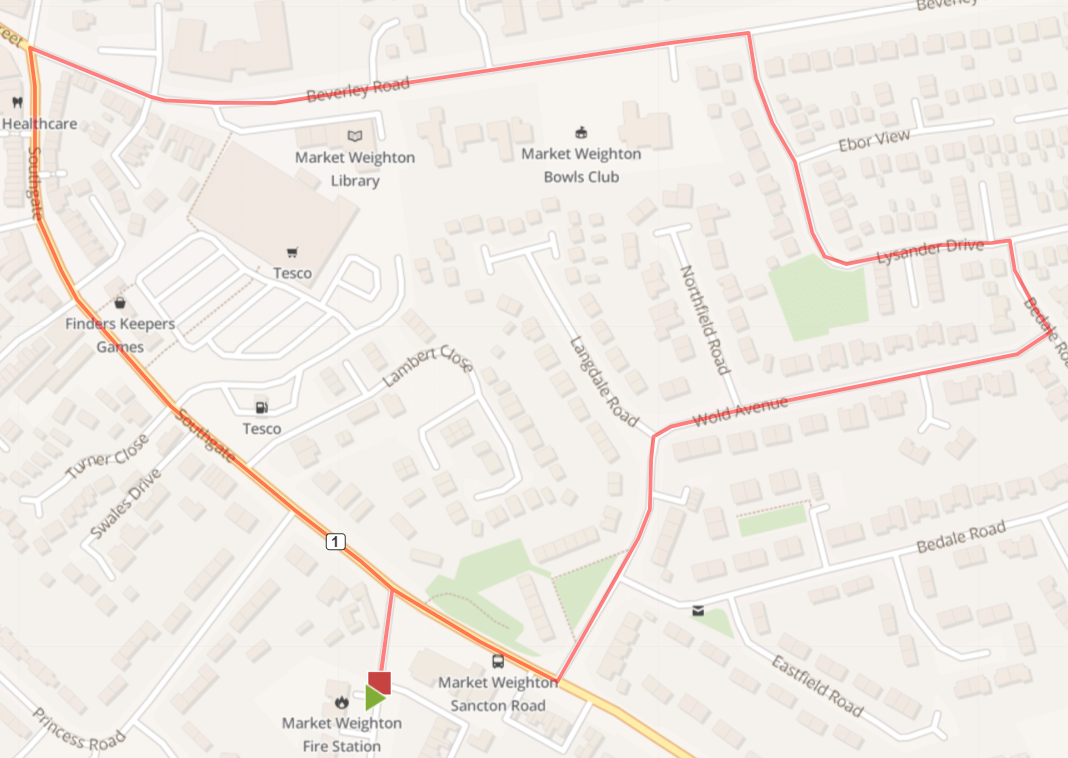 Beverley
reet
Beverley Road
Healthcare
Market Weighton
Library
Market Weighton
Bowls Club
Ebor View
Southgate
Lysander Drive
Tesco
Northfield Road
Finders Keepers
Games
Bedale Roa
Lambert Close
Langdale Road
Wold Avenue
Tesco
Southgate
Turner Close
Swales Drive
1
Bedale Road
Market Weighton
Sancton Road
Eastfield Road
Market Weighton
Fire Station
Princess Road